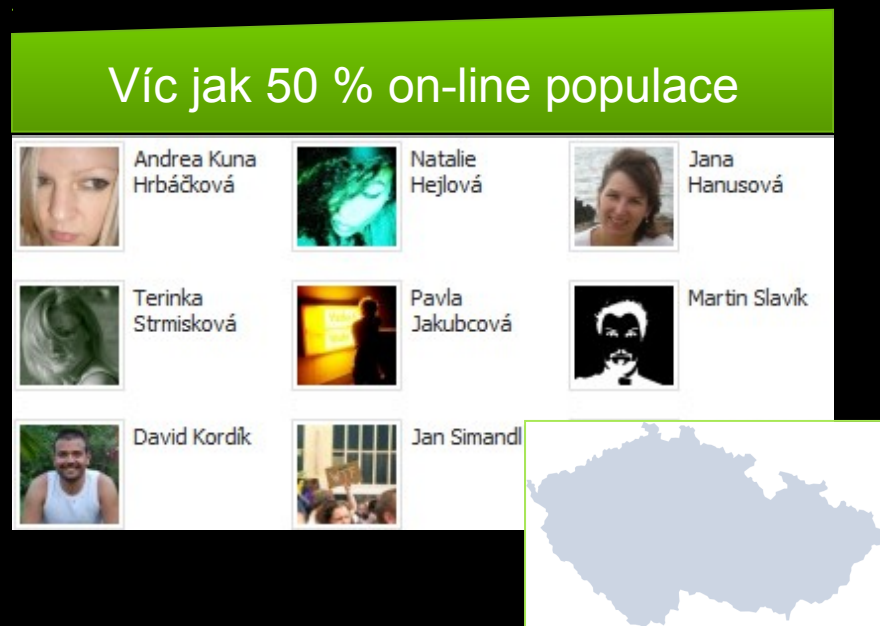 Víc jak 50 % on-line populace
Andrea Kuna
Hrbáčková
Natalie
Hejlová
Jana
Hanusová
Terinka
Strmisková
Pavla
Jakubcová
Martin Slavík
David Kordík
Jan Simandl